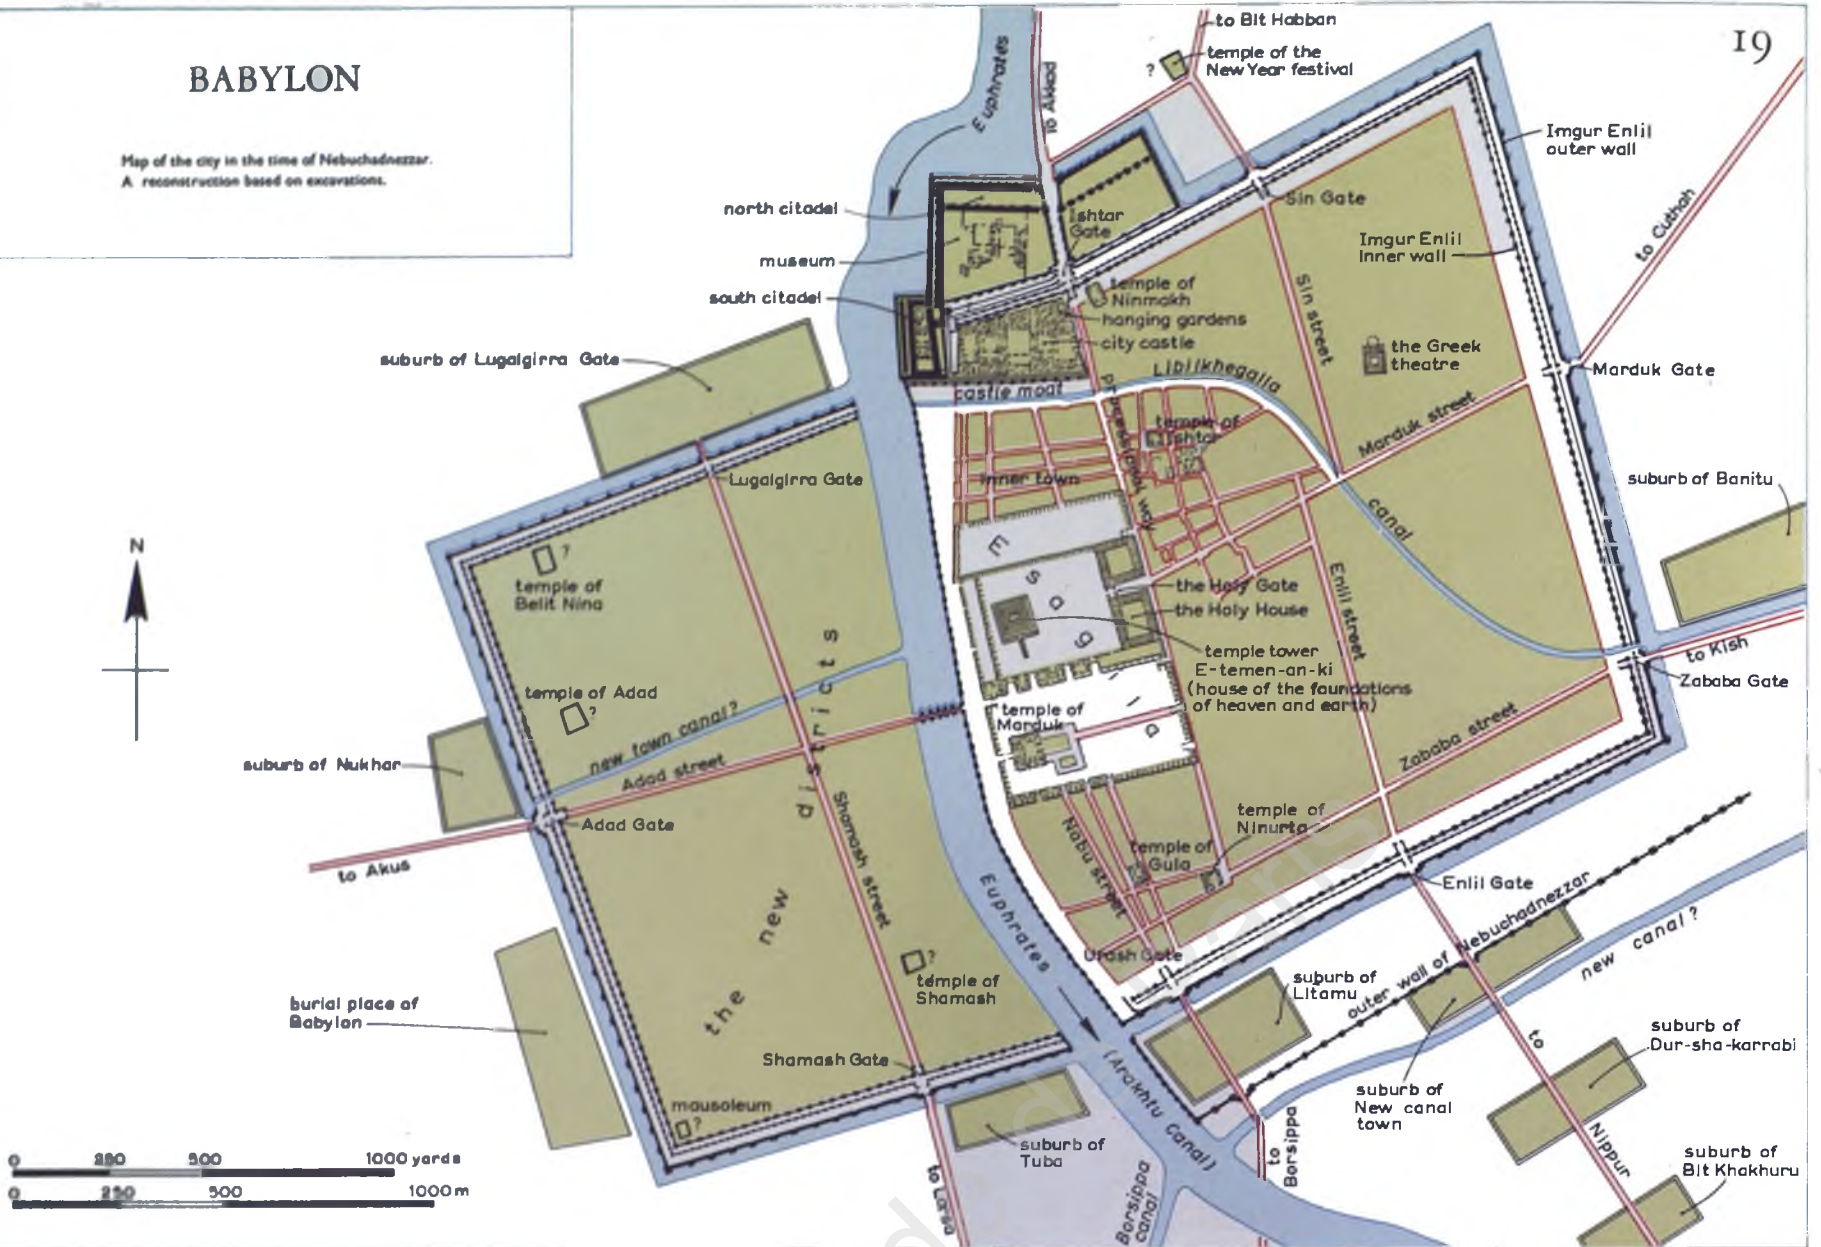 19
BABYLON
Map of the city in the time of Nebuchadnezzar.
A reconstruction based on excavations.
Euphrates
to Akkad
to Bit Habban
temple of the
New Year festival
?
Imgur Enlil
outer wall
Sin Gate
Imgur Enlil
Inner wall
to Cuthah
north citadel
museum
south citadel
Ishtar
Gate
temple of
Ninmakh
hanging gardens
city castle
Sin street
the Greek
theatre
Marduk Gate
suburb of Lugalgirra Gate
castle moat
Libilkhegalla
Processional way
temple of
Ishtar
Marduk street
Lugalgirra Gate
Inner town
canal
suburb of Banitu
N
?
temple of
Belit Nina
Esagila
the Holy Gate
the Holy House
Enlil street
temple tower
E-temen-an-ki
(house of the foundations
of heaven and earth)
to Kish
Zababa Gate
temple of Adad
?
new town canal?
Adad street
temple of
Marduk
Zababa street
suburb of Nukhar
Adad Gate
to Akus
the new districts
Shamash street
Nabu street
temple of
Ninurta
temple of
Gula
Enlil Gate
Euphrates
Urash Gate
outer wall of Nebuchadnezzar
new canal?
?
temple of
Shamash
suburb of
Litamu
burial place of
Babylon
Shamash Gate
(Arakhtu Canal)
to Nippur
suburb of
Dur-sha-karrabi
mausoleum
?
suburb of
New canal
town
suburb of
Tuba
to Larsa
Borsippa
canal
to
Borsippa
suburb of
Bit Khakhuru
0 250 500 1000 yards
0 250 500 1000 m